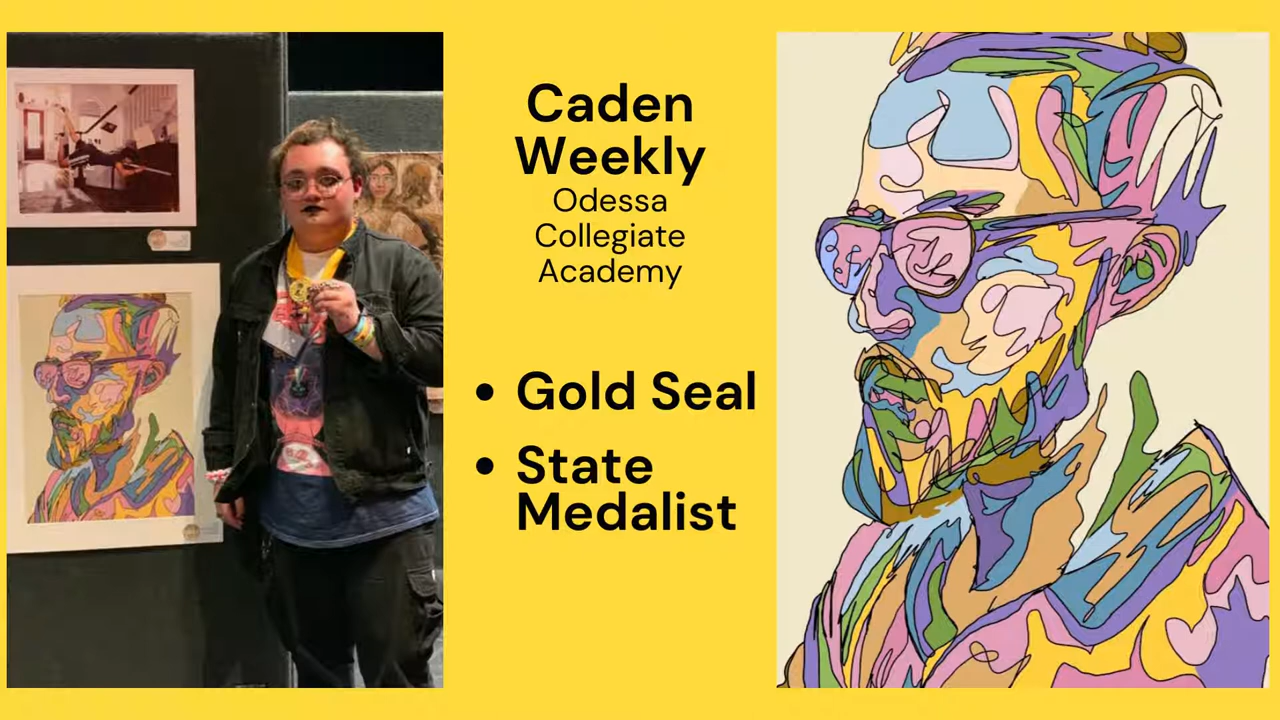 Caden
Weekly
Odessa
Collegiate
Academy
• Gold Seal
• State
Medalist